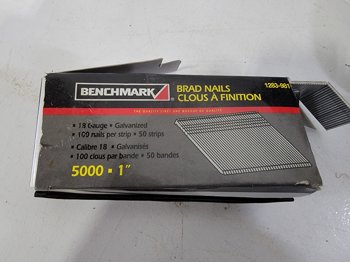 BENCHMARK
BRAD NAILS
CLOUS À FINITION
1283-981
• 18 Gauge • Galvanized
• 100 nails per strip • 50 strips
• Calibre 18 • Galvanisés
• 100 clous par bande • 50 bandes
5000 • 1"